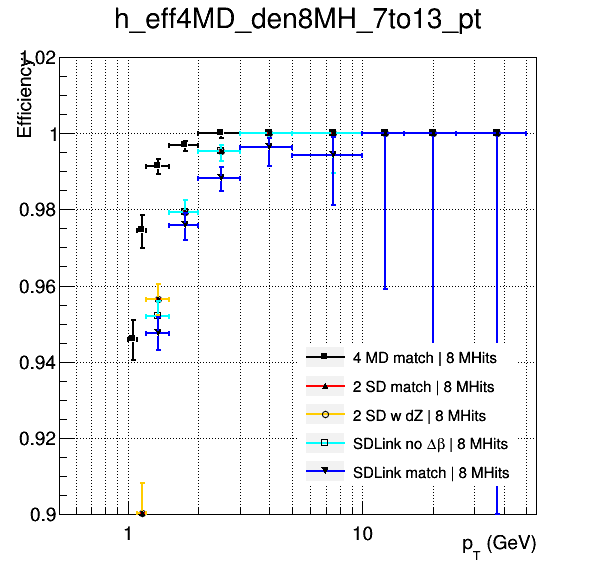 h_eff4MD_den8MH_7to13_pt
Efficiency
1.02
1
0.98
0.96
0.94
0.92
0.9
4 MD match | 8 MHits
2 SD match | 8 MHits
2 SD w dZ | 8 MHits
SDLink no Δβ | 8 MHits
SDLink match | 8 MHits
1
10
p_T (GeV)